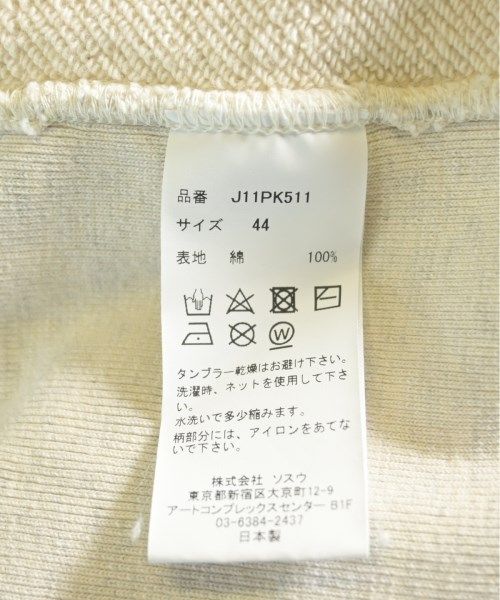 品番 J11PK511
サイズ 44
表地 綿 100%
W
タンブラー乾燥はお避け下さい。
洗濯時、ネットを使用して下さ
い。
水洗いで多少縮みます。
柄部分には、アイロンをあてな
いで下さい。
株式会社 ソスウ
東京都新宿区大京町12-9
アートコンプレックスセンター B1F
03-6384-2437
日本製